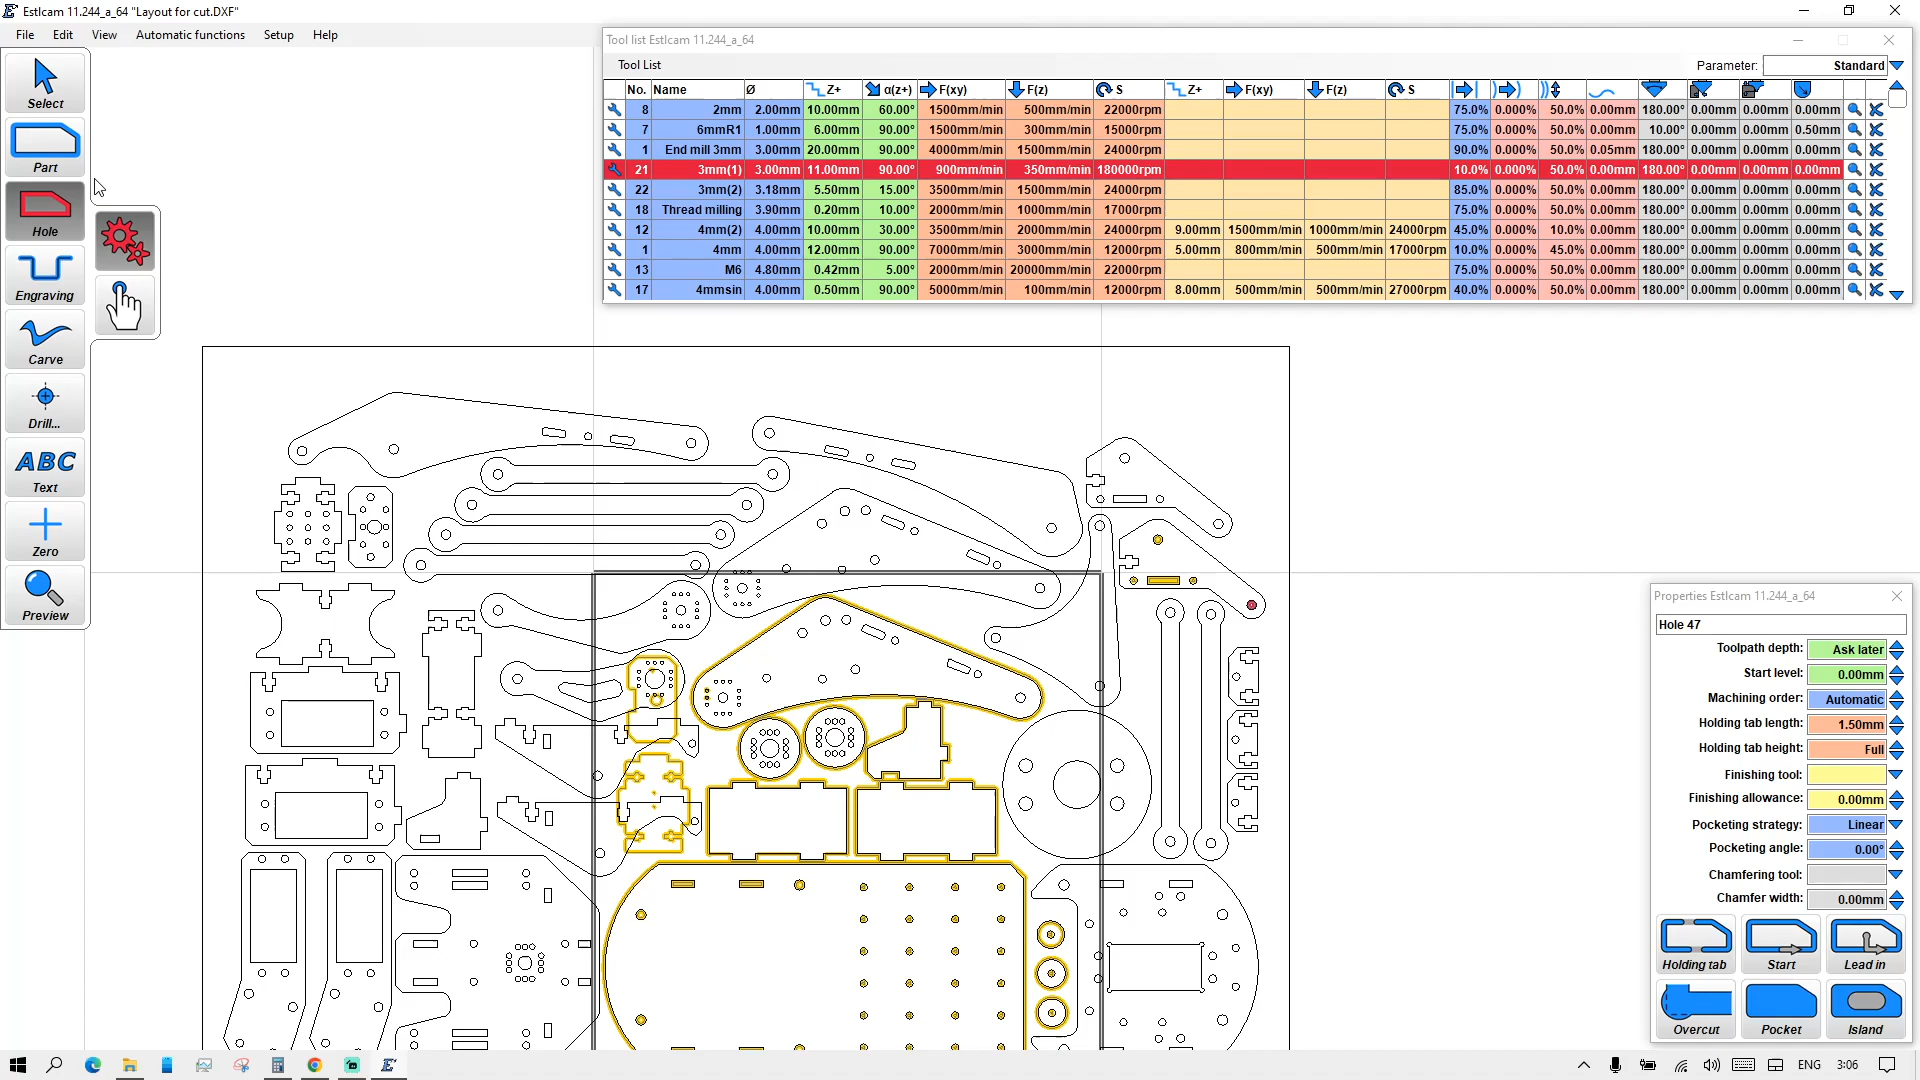 Estlcam 11.244_a_64 "Layout for cut.DXF"
File Edit View Automatic functions Setup Help
Select
Part
Hole
Engraving
Carve
Drill...
ABC
Text
Zero
Preview
Tool list Estlcam 11.244_a_64
Tool List Parameter: Standard
No. Name Ø Z+ α(z+) F(xy) F(z) S Z+ F(xy) F(z) S
8 2mm 2.00mm 10.00mm 60.00° 1500mm/min 500mm/min 22000rpm 75.0% 0.000% 50.0% 0.00mm 180.00° 0.00mm 0.00mm 0.00mm
7 6mmR1 1.00mm 6.00mm 90.00° 1500mm/min 300mm/min 15000rpm 75.0% 0.000% 50.0% 0.00mm 10.00° 0.00mm 0.00mm 0.50mm
1 End mill 3mm 3.00mm 20.00mm 90.00° 4000mm/min 1500mm/min 24000rpm 90.0% 0.000% 50.0% 0.05mm 180.00° 0.00mm 0.00mm 0.00mm
21 3mm(1) 3.00mm 11.00mm 90.00° 900mm/min 350mm/min 180000rpm 10.0% 0.000% 50.0% 0.00mm 180.00° 0.00mm 0.00mm 0.00mm
22 3mm(2) 3.18mm 5.50mm 15.00° 3500mm/min 1500mm/min 24000rpm 85.0% 0.000% 50.0% 0.00mm 180.00° 0.00mm 0.00mm 0.00mm
18 Thread milling 3.90mm 0.20mm 10.00° 2000mm/min 1000mm/min 17000rpm 75.0% 0.000% 50.0% 0.00mm 180.00° 0.00mm 0.00mm 0.00mm
12 4mm(2) 4.00mm 10.00mm 30.00° 3500mm/min 2000mm/min 24000rpm 9.00mm 1500mm/min 1000mm/min 24000rpm 45.0% 0.000% 10.0% 0.00mm 180.00° 0.00mm 0.00mm 0.00mm
1 4mm 4.00mm 12.00mm 90.00° 7000mm/min 3000mm/min 12000rpm 5.00mm 800mm/min 500mm/min 17000rpm 10.0% 0.000% 45.0% 0.00mm 180.00° 0.00mm 0.00mm 0.00mm
13 M6 4.80mm 0.42mm 5.00° 2000mm/min 20000mm/min 22000rpm 75.0% 0.000% 50.0% 0.00mm 180.00° 0.00mm 0.00mm 0.00mm
17 4mmsin 4.00mm 0.50mm 90.00° 5000mm/min 100mm/min 12000rpm 8.00mm 500mm/min 500mm/min 27000rpm 40.0% 0.000% 50.0% 0.00mm 180.00° 0.00mm 0.00mm 0.00mm
Properties Estlcam 11.244_a_64
Hole 47
Toolpath depth: Ask later
Start level: 0.00mm
Machining order: Automatic
Holding tab length: 1.50mm
Holding tab height: Full
Finishing tool:
Finishing allowance: 0.00mm
Pocketing strategy: Linear
Pocketing angle: 0.00°
Chamfering tool:
Chamfer width: 0.00mm
Holding tab Start Lead in
Overcut Pocket Island
ENG 3:06